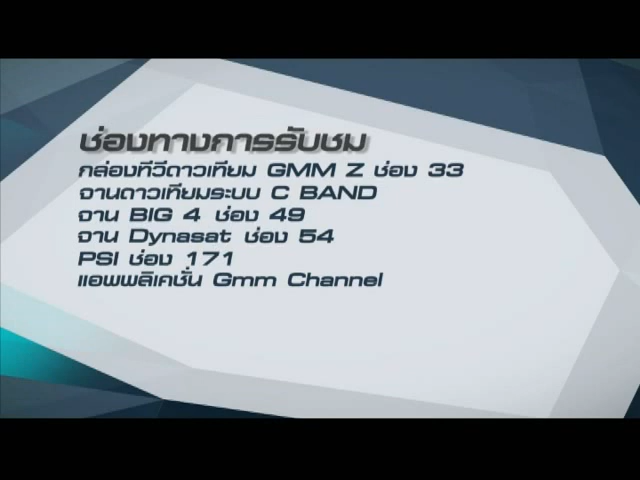 ช่องทางการรับชม
กล่องทีวีดาวเทียม GMM Z ช่อง 33
จานดาวเทียมระบบ C BAND
จาน BIG 4 ช่อง 49
จาน Dynasat ช่อง 54
PSI ช่อง 171
แอพพลิเคชั่น Gmm Channel